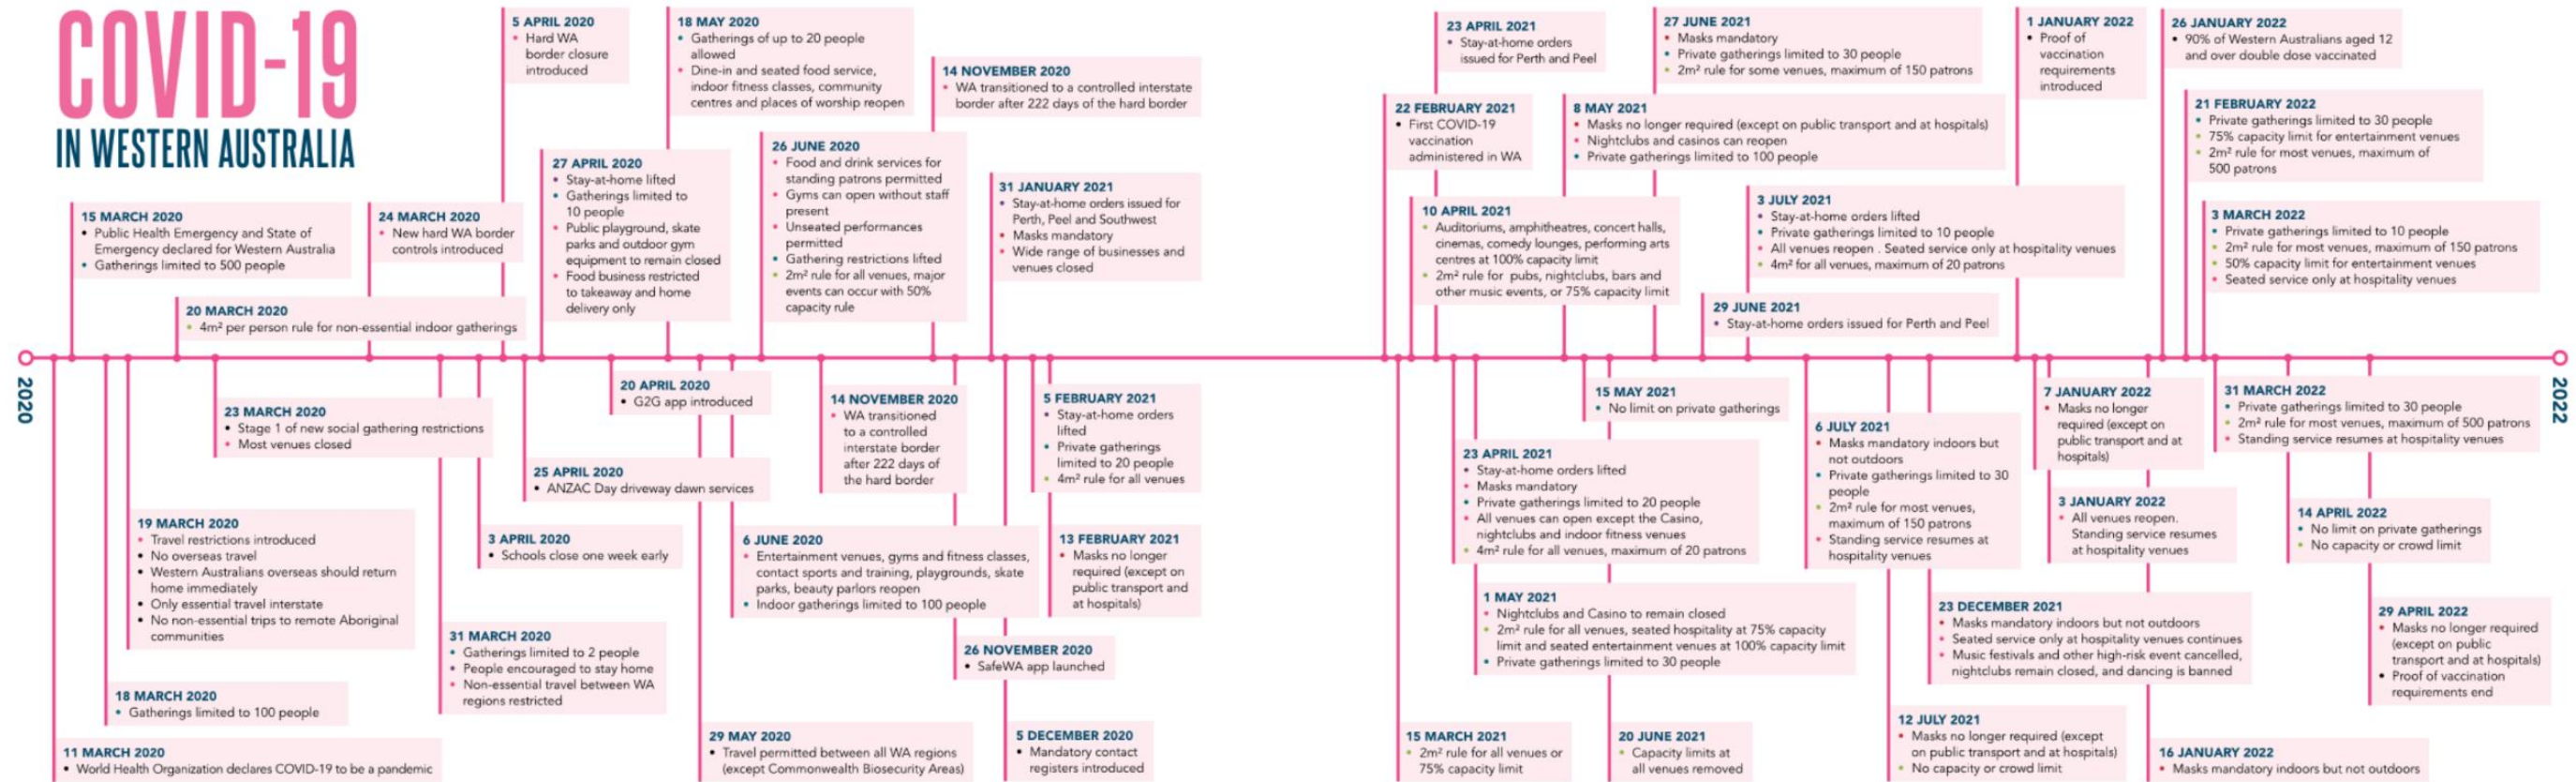 COVID-19
IN WESTERN AUSTRALIA
2020
11 MARCH 2020
• World Health Organization declares COVID-19 to be a pandemic
15 MARCH 2020
• Public Health Emergency and State of
Emergency declared for Western Australia
• Gatherings limited to 500 people
18 MARCH 2020
• Gatherings limited to 100 people
19 MARCH 2020
• Travel restrictions introduced
• No overseas travel
• Western Australians overseas should return
home immediately
• Only essential travel interstate
• No non-essential trips to remote Aboriginal
communities
20 MARCH 2020
• 4m² per person rule for non-essential indoor gatherings
23 MARCH 2020
• Stage 1 of new social gathering restrictions
• Most venues closed
24 MARCH 2020
• New hard WA border
controls introduced
31 MARCH 2020
• Gatherings limited to 2 people
• People encouraged to stay home
• Non-essential travel between WA
regions restricted
3 APRIL 2020
• Schools close one week early
5 APRIL 2020
• Hard WA
border closure
introduced
25 APRIL 2020
• ANZAC Day driveway dawn services
27 APRIL 2020
• Stay-at-home lifted
• Gatherings limited to
10 people
• Public playground, skate
parks and outdoor gym
equipment to remain closed
• Food business restricted
to takeaway and home
delivery only
20 APRIL 2020
• G2G app introduced
18 MAY 2020
• Gatherings of up to 20 people
allowed
• Dine-in and seated food service,
indoor fitness classes, community
centres and places of worship reopen
29 MAY 2020
• Travel permitted between all WA regions
(except Commonwealth Biosecurity Areas)
6 JUNE 2020
• Entertainment venues, gyms and fitness classes,
contact sports and training, playgrounds, skate
parks, beauty parlors reopen
• Indoor gatherings limited to 100 people
26 JUNE 2020
• Food and drink services for
standing patrons permitted
• Gyms can open without staff
present
• Unseated performances
permitted
• Gathering restrictions lifted
• 2m² rule for all venues, major
events can occur with 50%
capacity rule
14 NOVEMBER 2020
• WA transitioned
to a controlled
interstate border
after 222 days of
the hard border
14 NOVEMBER 2020
• WA transitioned to a controlled interstate
border after 222 days of the hard border
26 NOVEMBER 2020
• SafeWA app launched
31 JANUARY 2021
• Stay-at-home orders issued for
Perth, Peel and Southwest
• Masks mandatory
• Wide range of businesses and
venues closed
5 DECEMBER 2020
• Mandatory contact
registers introduced
5 FEBRUARY 2021
• Stay-at-home orders
lifted
• Private gatherings
limited to 20 people
• 4m² rule for all venues
13 FEBRUARY 2021
• Masks no longer
required (except on
public transport and
at hospitals)
22 FEBRUARY 2021
• First COVID-19
vaccination
administered in WA
15 MARCH 2021
• 2m² rule for all venues or
75% capacity limit
10 APRIL 2021
• Auditoriums, amphitheatres, concert halls,
cinemas, comedy lounges, performing arts
centres at 100% capacity limit
• 2m² rule for pubs, nightclubs, bars and
other music events, or 75% capacity limit
23 APRIL 2021
• Stay-at-home orders
issued for Perth and Peel
23 APRIL 2021
• Stay-at-home orders lifted
• Masks mandatory
• Private gatherings limited to 20 people
• All venues can open except the Casino,
nightclubs and indoor fitness venues
• 4m² rule for all venues, maximum of 20 patrons
1 MAY 2021
• Nightclubs and Casino to remain closed
• 2m² rule for all venues, seated hospitality at 75% capacity
limit and seated entertainment venues at 100% capacity limit
• Private gatherings limited to 30 people
8 MAY 2021
• Masks no longer required (except on public transport and at hospitals)
• Nightclubs and casinos can reopen
• Private gatherings limited to 100 people
15 MAY 2021
• No limit on private gatherings
20 JUNE 2021
• Capacity limits at
all venues removed
27 JUNE 2021
• Masks mandatory
• Private gatherings limited to 30 people
• 2m² rule for some venues, maximum of 150 patrons
29 JUNE 2021
• Stay-at-home orders issued for Perth and Peel
3 JULY 2021
• Stay-at-home orders lifted
• Private gatherings limited to 10 people
• All venues reopen . Seated service only at hospitality venues
• 4m² for all venues, maximum of 20 patrons
6 JULY 2021
• Masks mandatory indoors but
not outdoors
• Private gatherings limited to 30
people
• 2m² rule for most venues,
maximum of 150 patrons
• Standing service resumes at
hospitality venues
12 JULY 2021
• Masks no longer required (except
on public transport and at hospitals)
• No capacity or crowd limit
23 DECEMBER 2021
• Masks mandatory indoors but not outdoors
• Seated service only at hospitality venues continues
• Music festivals and other high-risk event cancelled,
nightclubs remain closed, and dancing is banned
1 JANUARY 2022
• Proof of
vaccination
requirements
introduced
7 JANUARY 2022
• Masks no longer
required (except on
public transport and at
hospitals)
3 JANUARY 2022
• All venues reopen.
Standing service resumes
at hospitality venues
16 JANUARY 2022
• Masks mandatory indoors but not outdoors
26 JANUARY 2022
• 90% of Western Australians aged 12
and over double dose vaccinated
21 FEBRUARY 2022
• Private gatherings limited to 30 people
• 75% capacity limit for entertainment venues
• 2m² rule for most venues, maximum of
500 patrons
3 MARCH 2022
• Private gatherings limited to 10 people
• 2m² rule for most venues, maximum of 150 patrons
• 50% capacity limit for entertainment venues
• Seated service only at hospitality venues
31 MARCH 2022
• Private gatherings limited to 30 people
• 2m² rule for most venues, maximum of 500 patrons
• Standing service resumes at hospitality venues
14 APRIL 2022
• No limit on private gatherings
• No capacity or crowd limit
29 APRIL 2022
• Masks no longer required
(except on public
transport and at hospitals)
• Proof of vaccination
requirements end
2022